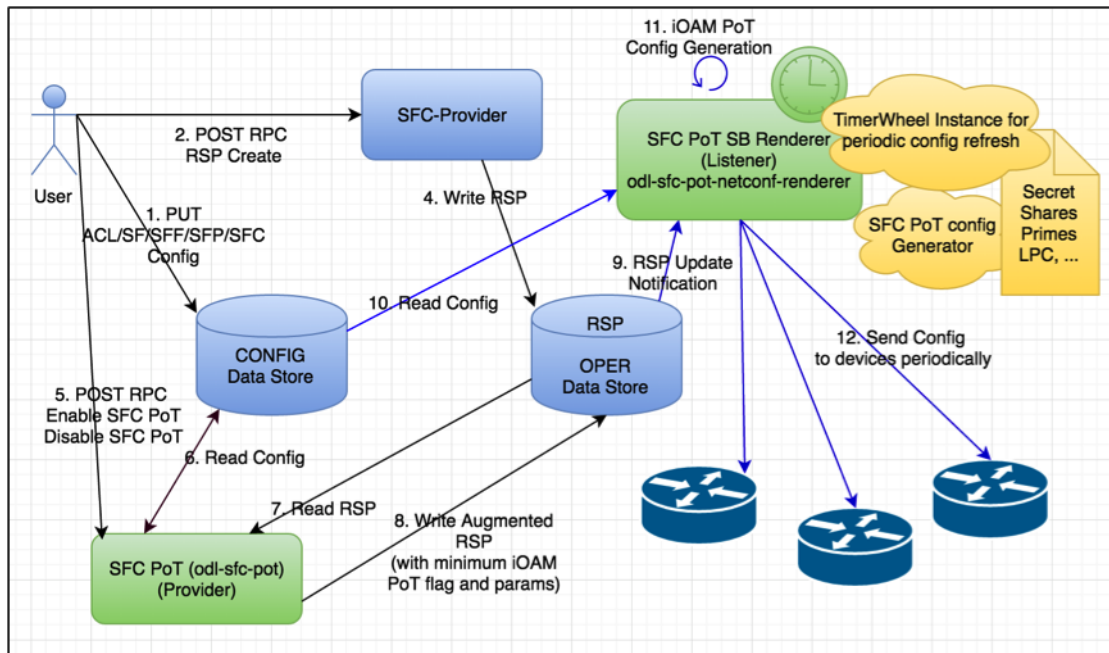 11. iOAM PoT
Config Generation
SFC-Provider
2. POST RPC
RSP Create
User
TimerWheel Instance for
periodic config refresh
SFC PoT SB Renderer
(Listener)
odl-sfc-pot-netconf-renderer
Secret
Shares
Primes
LPC, ...
SFC PoT config
Generator
4. Write RSP
1. PUT
ACL/SF/SFF/SFP/SFC
Config
9. RSP Update
Notification
10. Read Config
RSP
OPER
Data Store
CONFIG
Data Store
12. Send Config
to devices periodically
5. POST RPC
Enable SFC PoT
Disable SFC PoT
6. Read Config
7. Read RSP
8. Write Augmented
RSP
(with minimum iOAM
PoT flag and params)
SFC PoT (odl-sfc-pot)
(Provider)